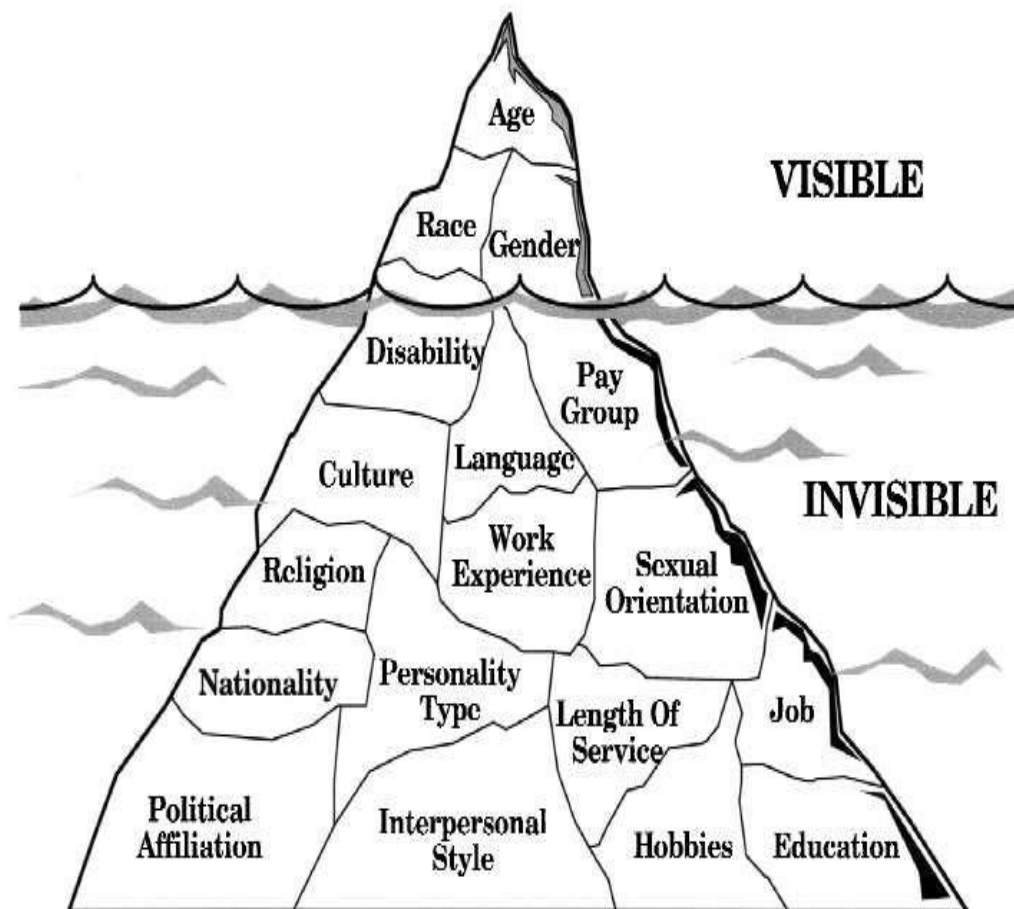 Age
VISIBLE
Race
Gender
Disability
Pay
Group
Culture
Language
INVISIBLE
Religion
Work
Experience
Sexual
Orientation
Nationality
Personality
Type
Length Of
Service
Job
Political
Affiliation
Interpersonal
Style
Hobbies
Education